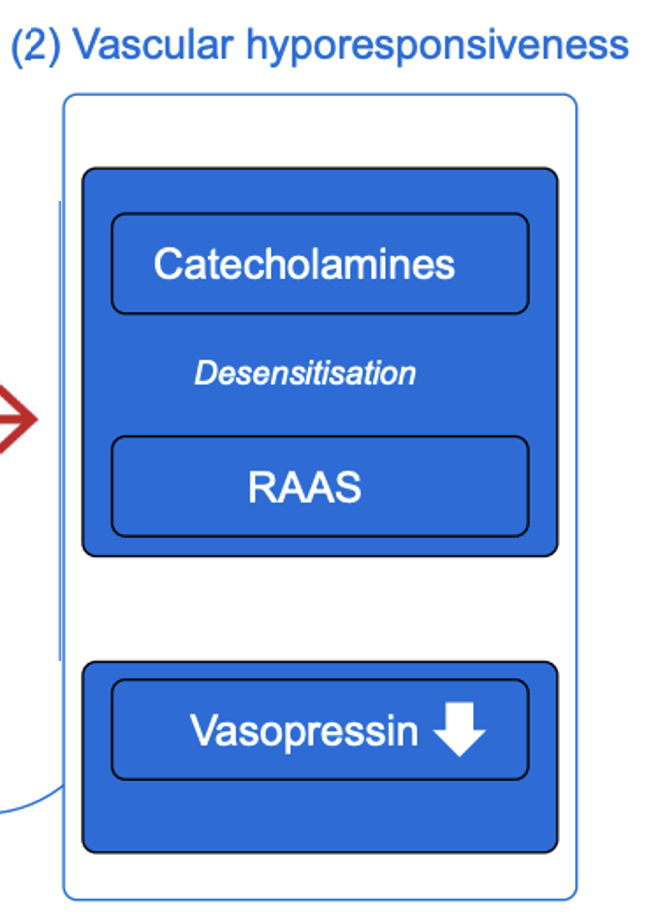 (2) Vascular hyporesponsiveness
Catecholamines
Desensitisation
RAAS
Vasopressin